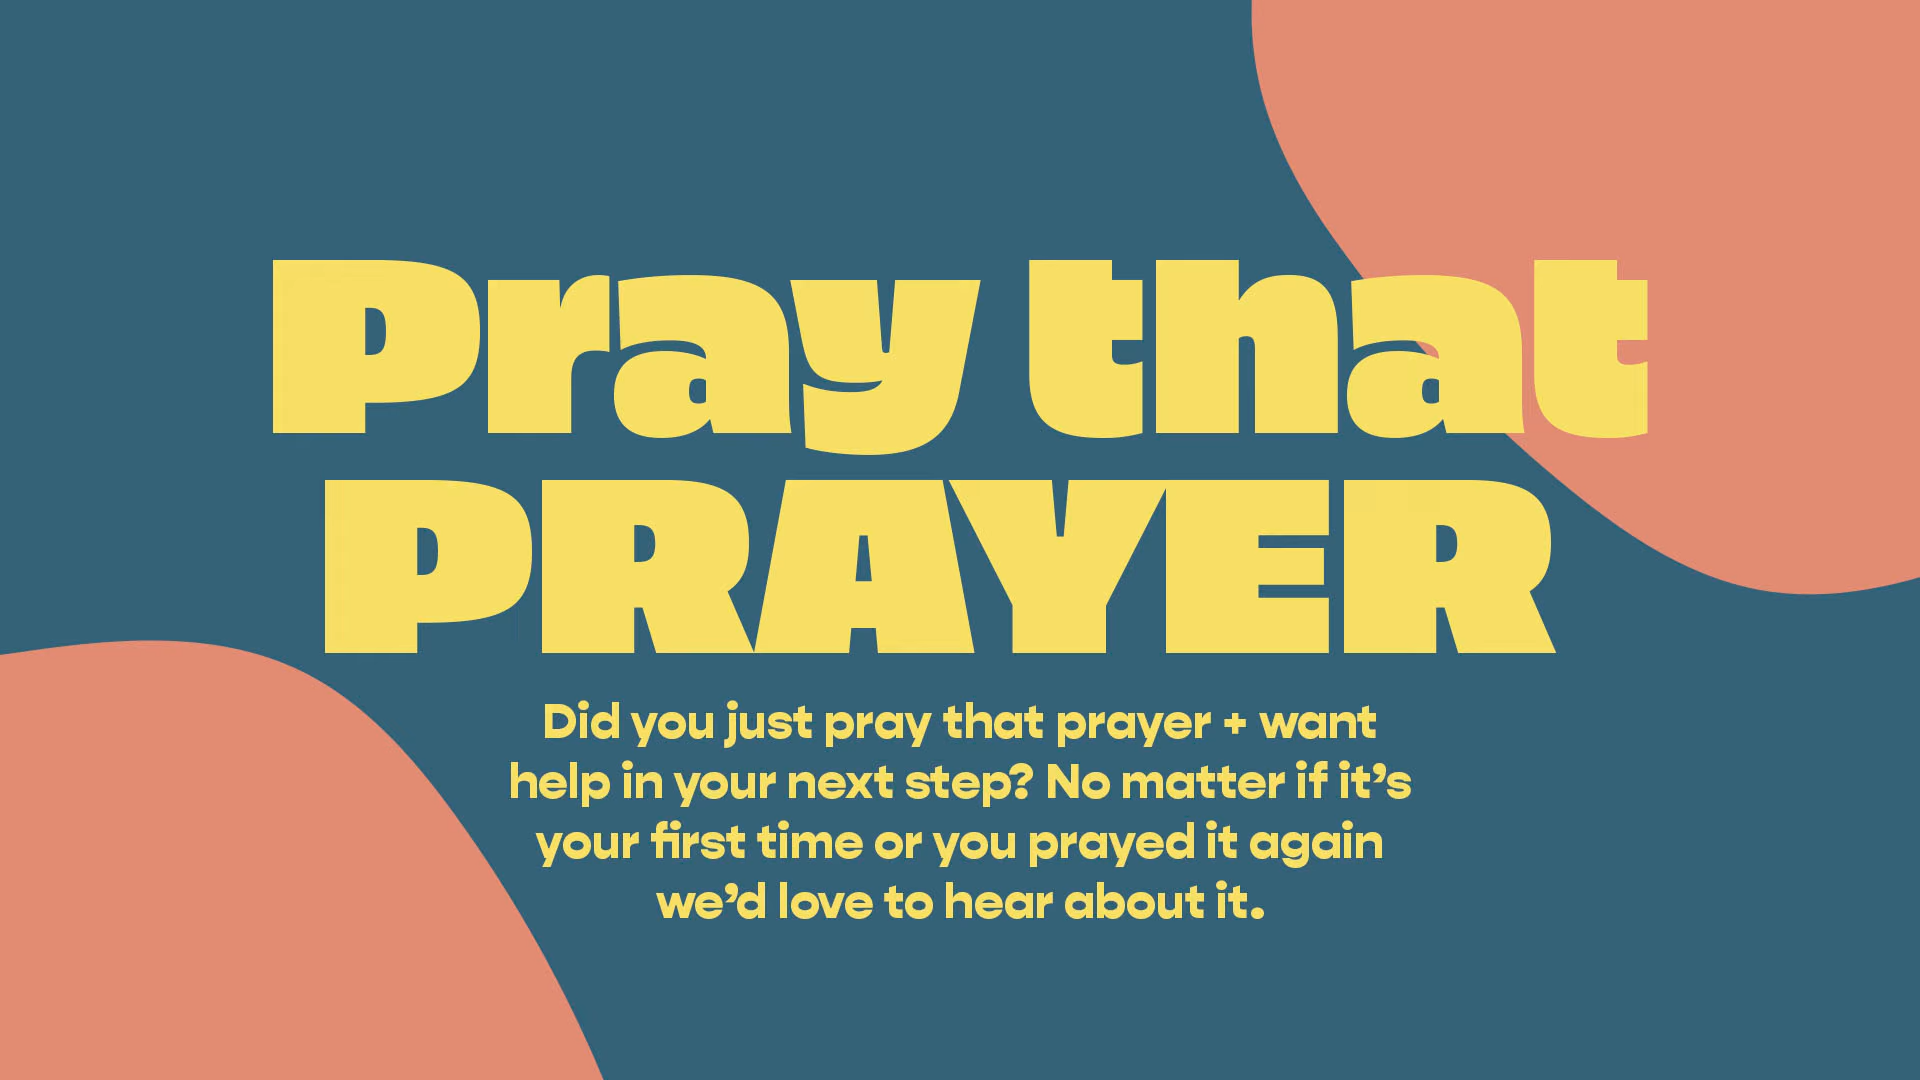 Pray that
PRAYER
Did you just pray that prayer + want
help in your next step? No matter if it’s
your first time or you prayed it again
we’d love to hear about it.